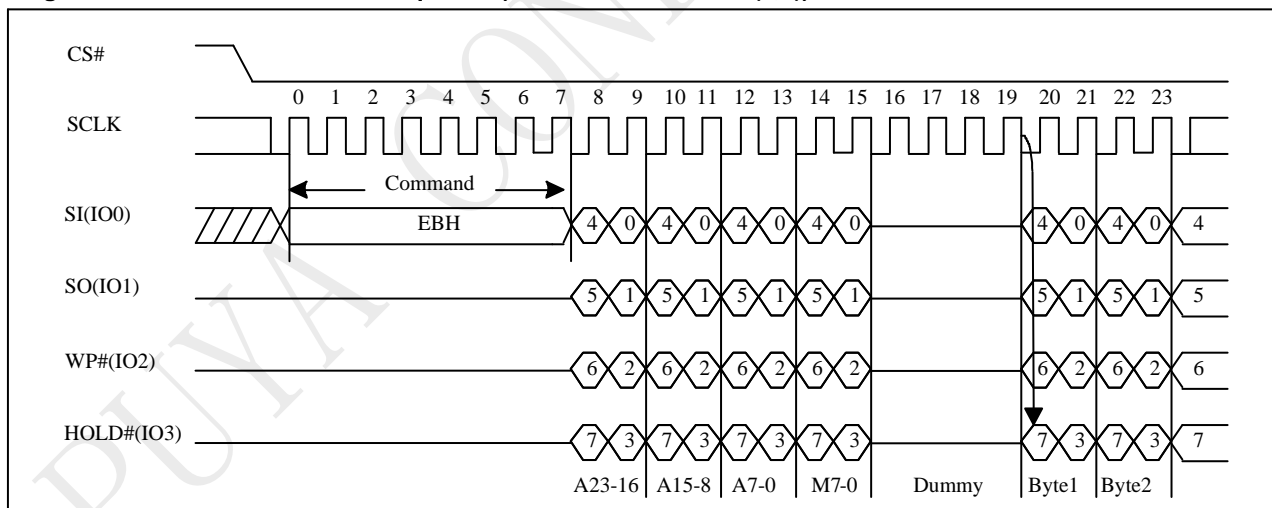 CS#
0 1 2 3 4 5 6 7 8 9 10 11 12 13 14 15 16 17 18 19 20 21 22 23
SCLK
Command
SI(IO0) EBH 4 0 4 0 4 0 4 0 4 0 4 0 4
SO(IO1) 5 1 5 1 5 1 5 1 5 1 5 1 5
WP#(IO2) 6 2 6 2 6 2 6 2 6 2 6 2 6
HOLD#(IO3) 7 3 7 3 7 3 7 3 7 3 7 3 7
A23-16 A15-8 A7-0 M7-0 Dummy Byte1 Byte2
PUYA